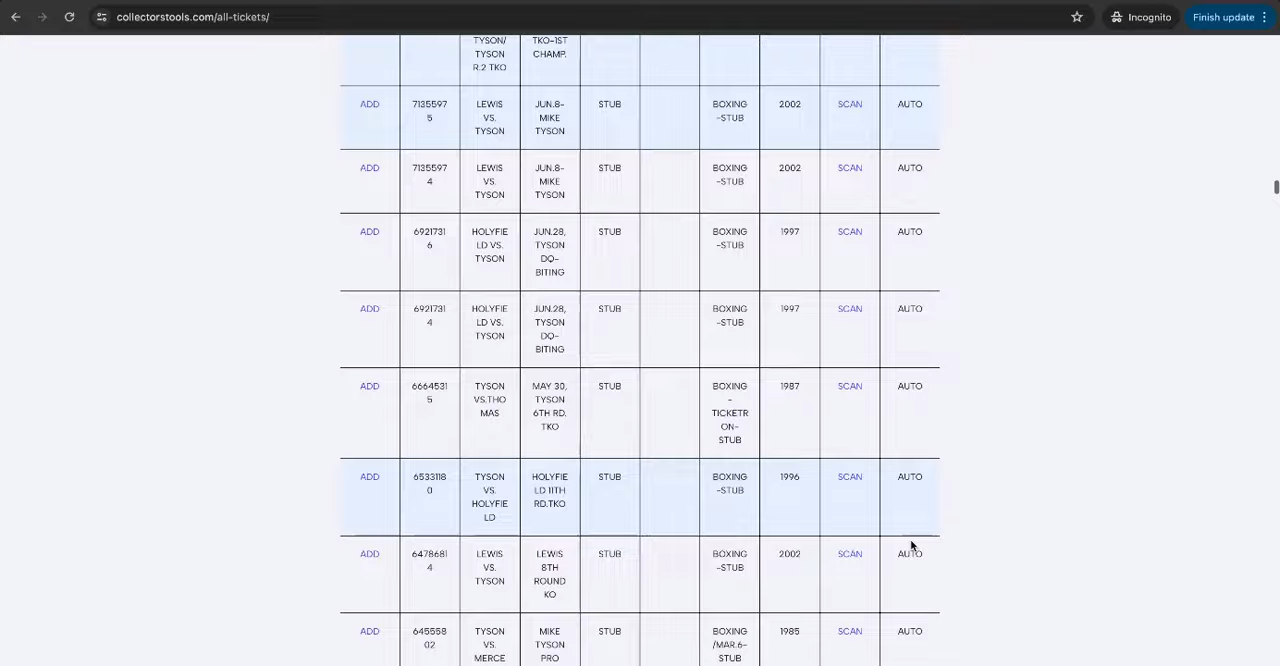 collectorstools.com/all-tickets/
Incognito
Finish update
TYSON/
TYSON
R.2 TKO
TKO-1ST
CHAMP.
ADD
7135597
5
LEWIS
VS.
TYSON
JUN.8-
MIKE
TYSON
STUB
BOXING
-STUB
2002
SCAN
AUTO
ADD
7135597
4
LEWIS
VS.
TYSON
JUN.8-
MIKE
TYSON
STUB
BOXING
-STUB
2002
SCAN
AUTO
ADD
6921731
6
HOLYFIE
LD VS.
TYSON
JUN.28,
TYSON
DQ-
BITING
STUB
BOXING
-STUB
1997
SCAN
AUTO
ADD
6921731
4
HOLYFIE
LD VS.
TYSON
JUN.28,
TYSON
DQ-
BITING
STUB
BOXING
-STUB
1997
SCAN
AUTO
ADD
6664531
5
TYSON
VS.THO
MAS
MAY 30,
TYSON
6TH RD.
TKO
STUB
BOXING
-
TICKETR
ON-
STUB
1987
SCAN
AUTO
ADD
6533118
0
TYSON
VS.
HOLYFIE
LD
HOLYFIE
LD 11TH
RD.TKO
STUB
BOXING
-STUB
1996
SCAN
AUTO
ADD
6478681
4
LEWIS
VS.
TYSON
LEWIS
8TH
ROUND
KO
STUB
BOXING
-STUB
2002
SCAN
AUTO
ADD
645558
02
TYSON
VS.
MERCE
MIKE
TYSON
PRO
STUB
BOXING
/MAR.6-
STUB
1985
SCAN
AUTO